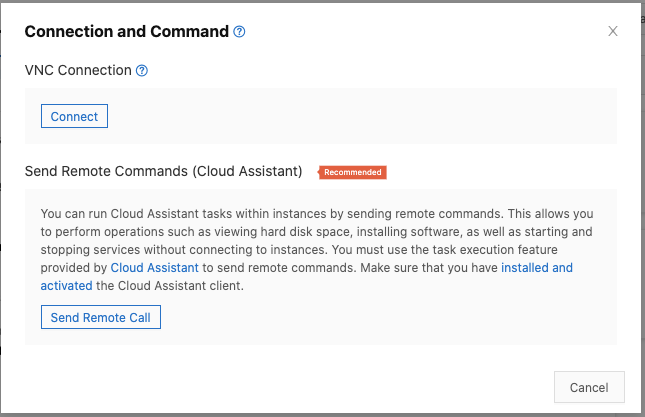 Connection and Command
VNC Connection
Connect
Send Remote Commands (Cloud Assistant) Recommended
You can run Cloud Assistant tasks within instances by sending remote commands. This allows you
to perform operations such as viewing hard disk space, installing software, as well as starting and
stopping services without connecting to instances. You must use the task execution feature
provided by Cloud Assistant to send remote commands. Make sure that you have installed and
activated the Cloud Assistant client.
Send Remote Call
Cancel